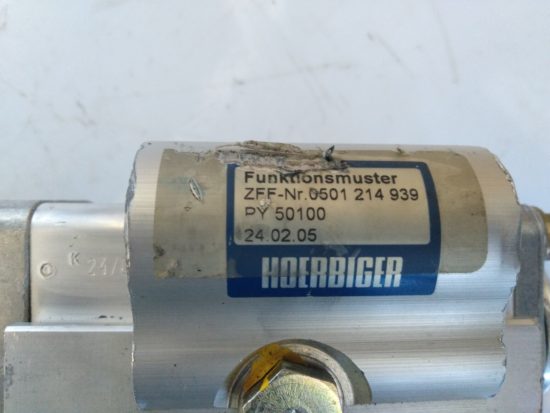 Funktionsmuster
ZFF-Nr.0501 214 939
PY 50100
24.02.05
HOERBIGER
K